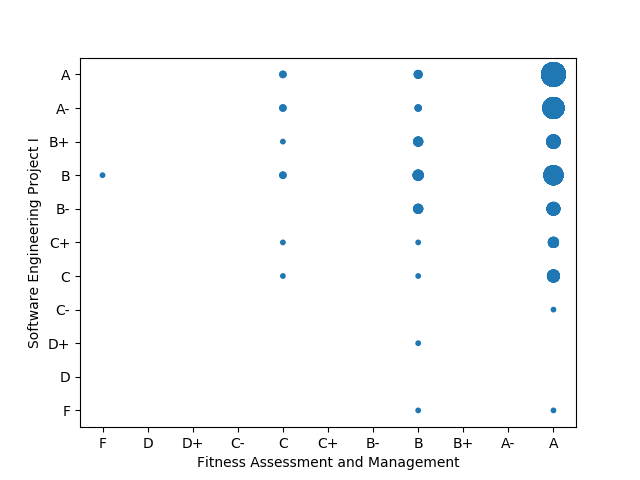 A
A-
B+
B
B-
C+
C
C-
D+
D
F
Software Engineering Project I
F D D+ C- C C+ B- B B+ A- A
Fitness Assessment and Management